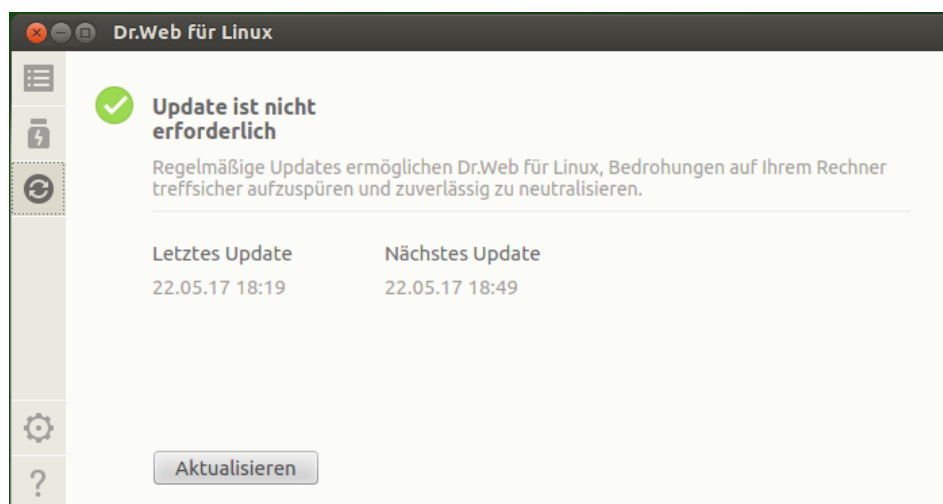 Dr.Web für Linux
Update ist nicht
erforderlich
Regelmäßige Updates ermöglichen Dr.Web für Linux, Bedrohungen auf Ihrem Rechner
treffsicher aufzuspüren und zuverlässig zu neutralisieren.
Letztes Update Nächstes Update
22.05.17 18:19 22.05.17 18:49
Aktualisieren
?